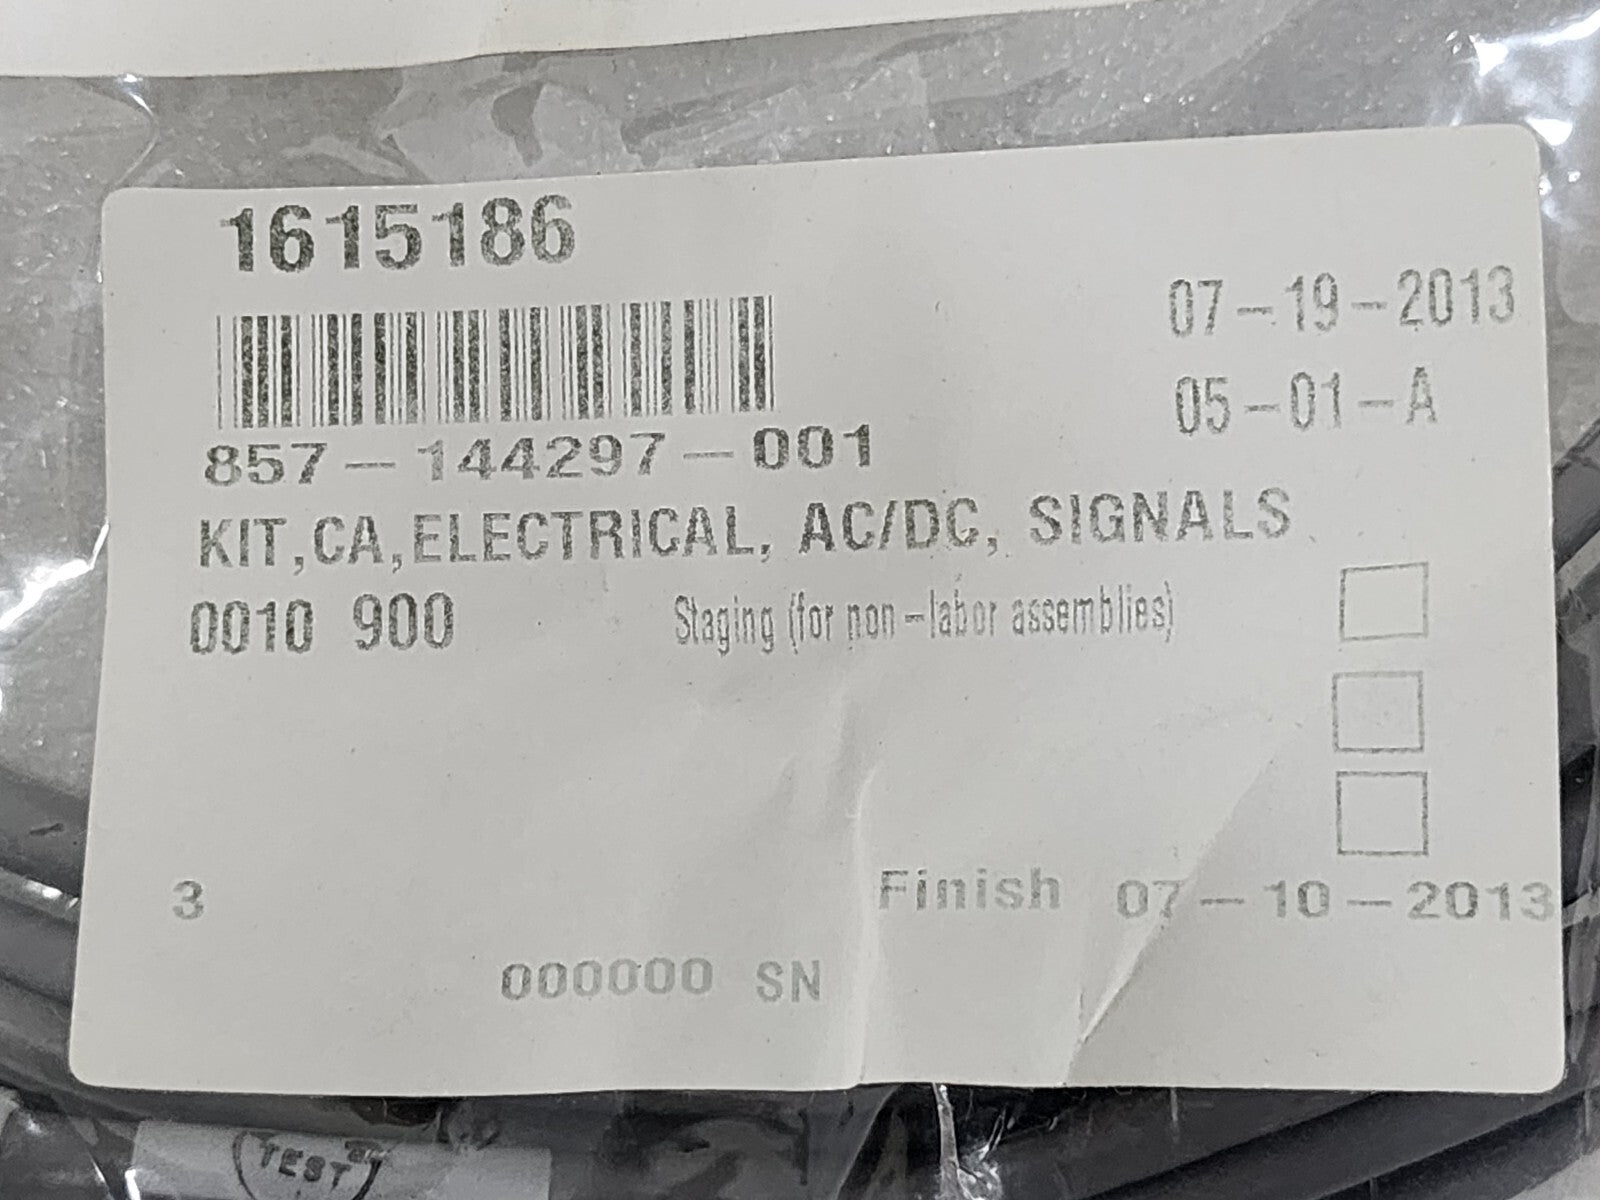 1615186
07-19-2013
05-01-A
857-144297-001
KIT,CA,ELECTRICAL, AC/DC, SIGNALS
0010 900 Staging (for non-labor assemblies)
3 Finish 07-10-2013
000000 SN
TEST